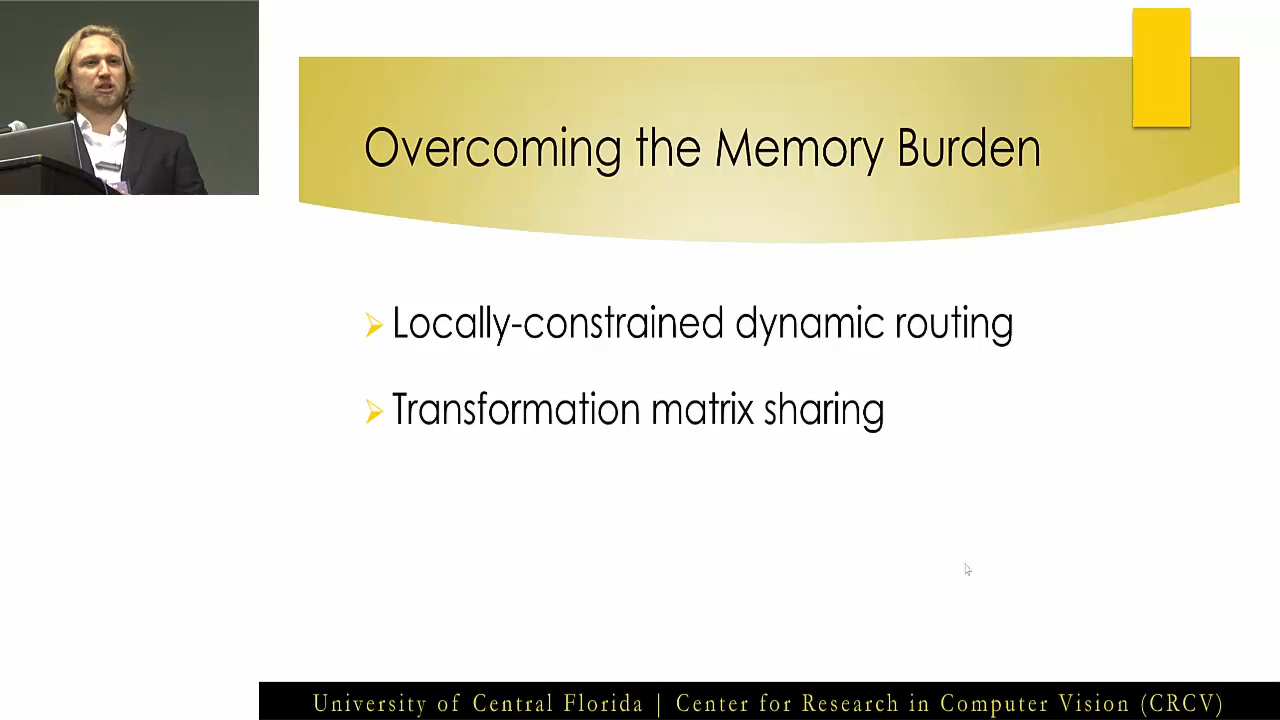 Overcoming the Memory Burden
Locally-constrained dynamic routing
Transformation matrix sharing
University of Central Florida | Center for Research in Computer Vision (CRCV)